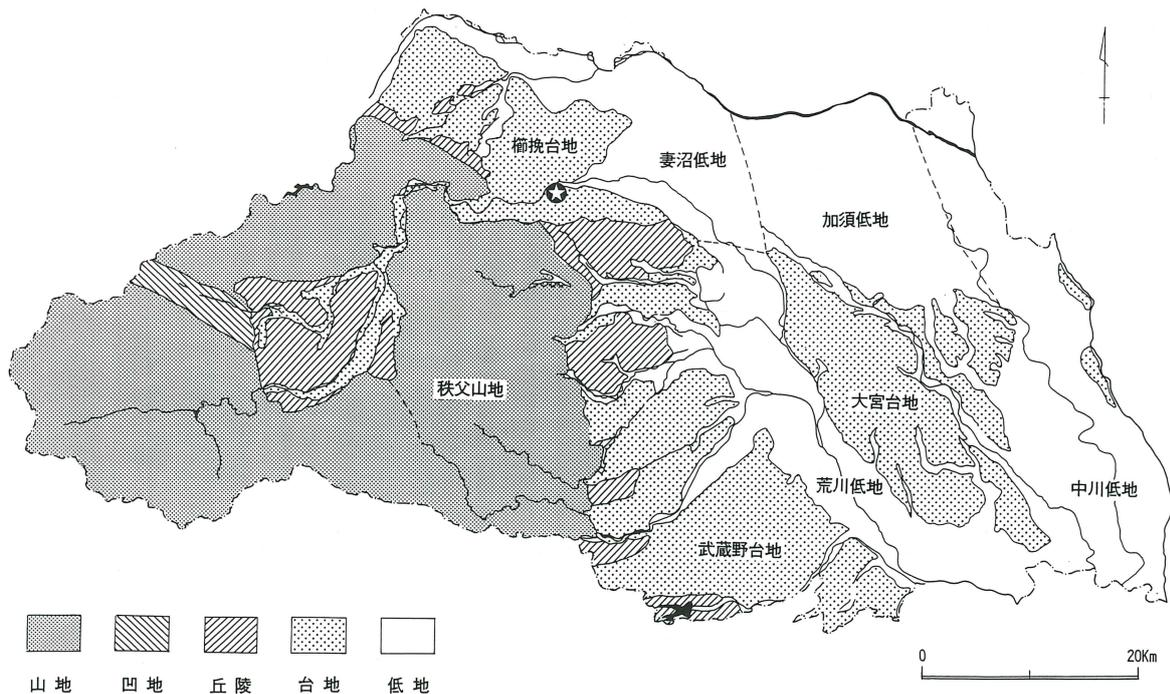 櫛挽台地
妻沼低地
加須低地
秩父山地
大宮台地
荒川低地
中川低地
武蔵野台地
山地 凹地 丘陵 台地 低地
0 20Km